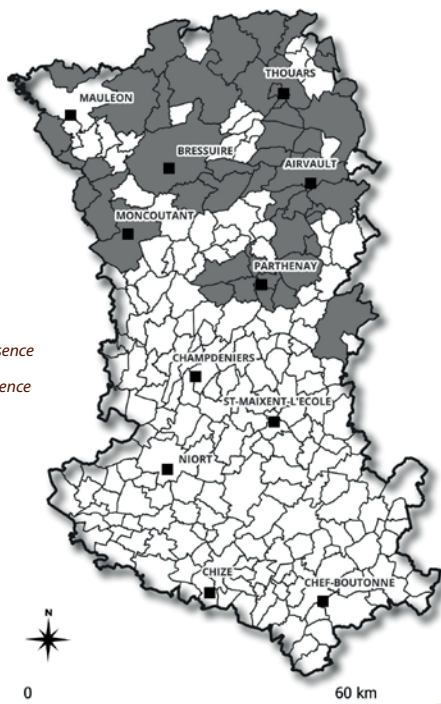 THOUARS
MAULEON
BRESSUIRE
AIRVAULT
MONCOUTANT
PARTHENAY
sence
CHAMPDENIERS
ence
ST-MAIXENT-L'ECOLE
NIORT
CHIZE
CHEF-BOUTONNE
N
0 60 km